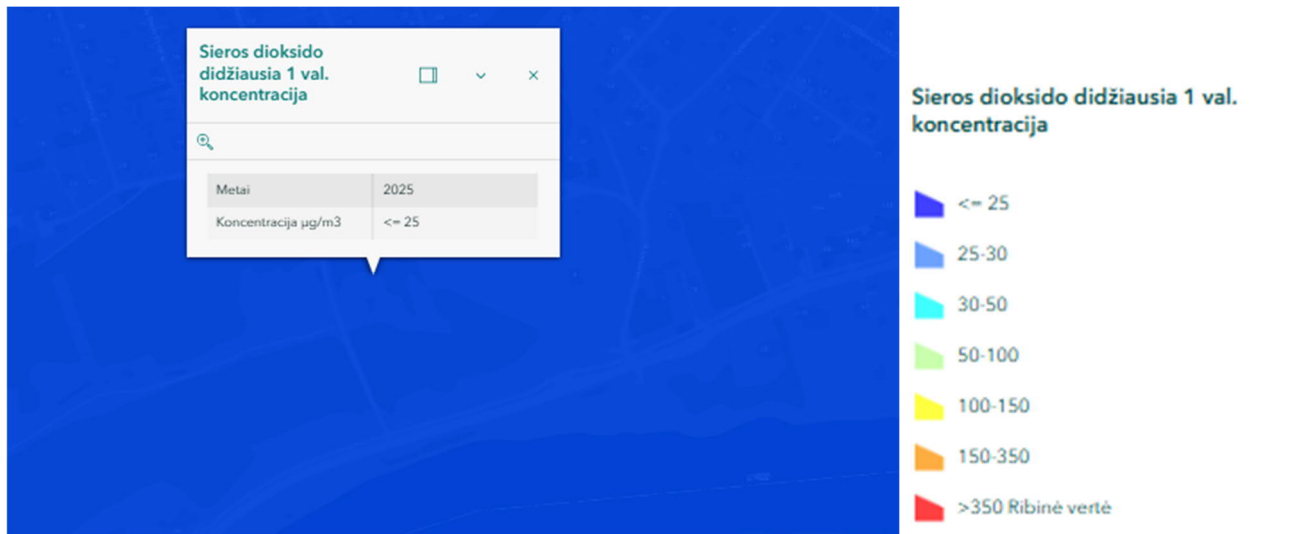 Sieros dioksido
didžiausia 1 val.
koncentracija
Metai 2025
Koncentracija µg/m3 <= 25
Sieros dioksido didžiausia 1 val.
koncentracija
<= 25
25-30
30-50
50-100
100-150
150-350
>350 Ribinė vertė